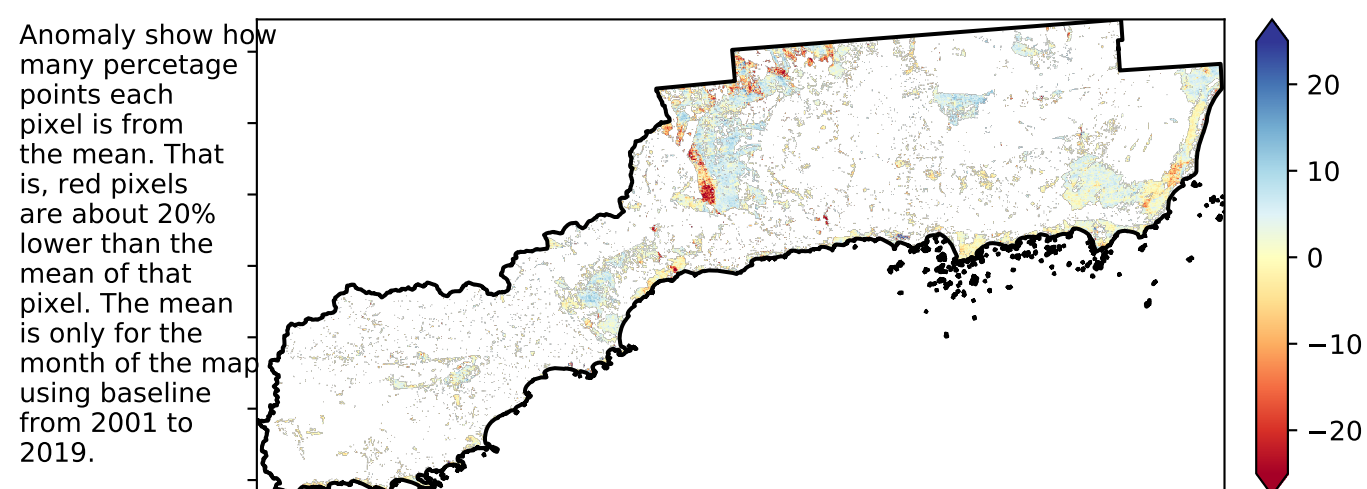 Anomaly show how
many percetage
points each
pixel is from
the mean. That
is, red pixels
are about 20%
lower than the
mean of that
pixel. The mean
is only for the
month of the map
using baseline
from 2001 to
2019.
20
10
0
−10
−20